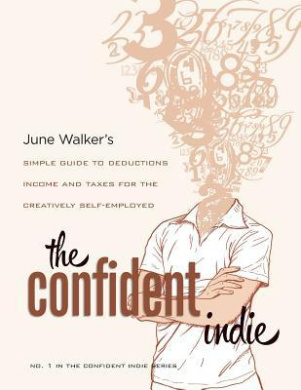 June Walker's
SIMPLE GUIDE TO DEDUCTIONS
INCOME AND TAXES FOR THE
CREATIVELY SELF-EMPLOYED
the
confident
indie
NO. 1 IN THE CONFIDENT INDIE SERIES